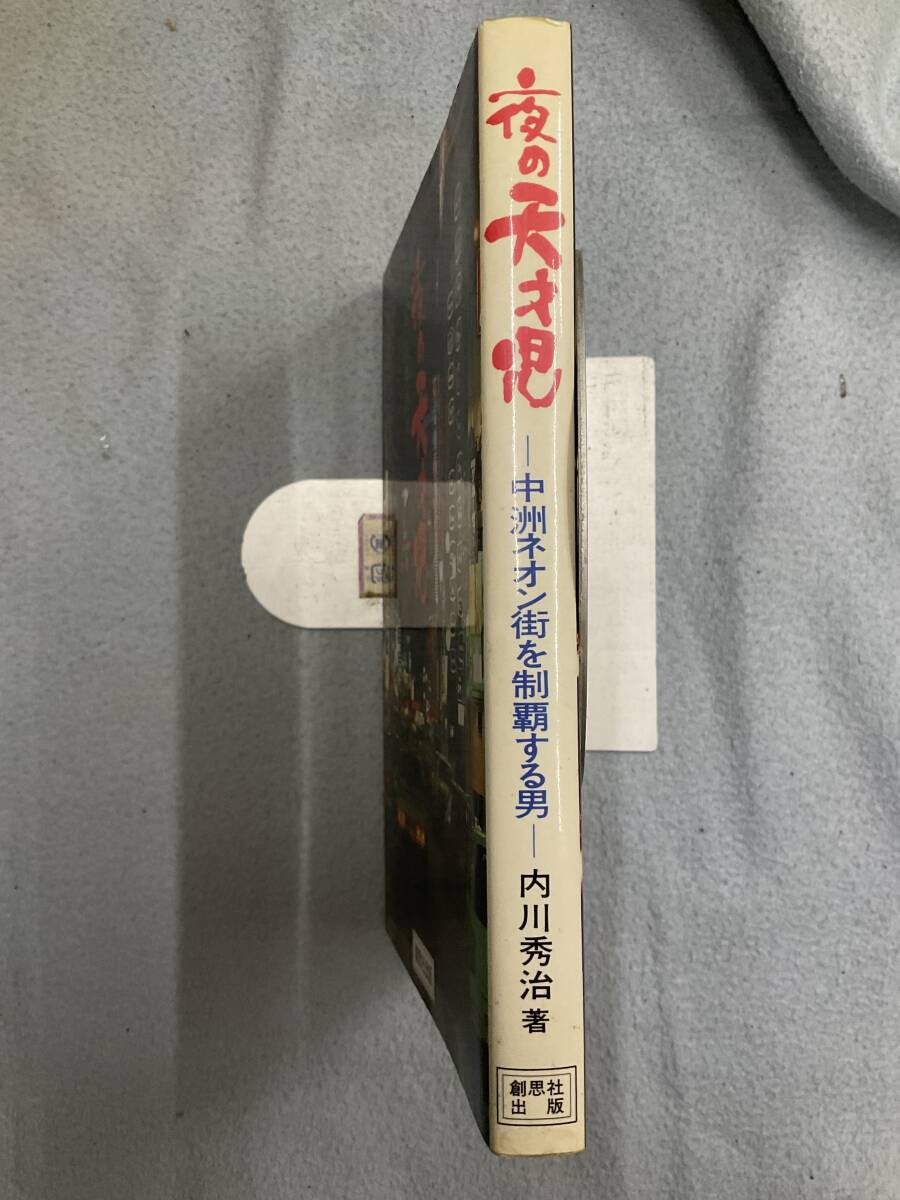 夜の天才児
―中洲ネオン街を制覇する男―
内川秀治 著
創思社
出版